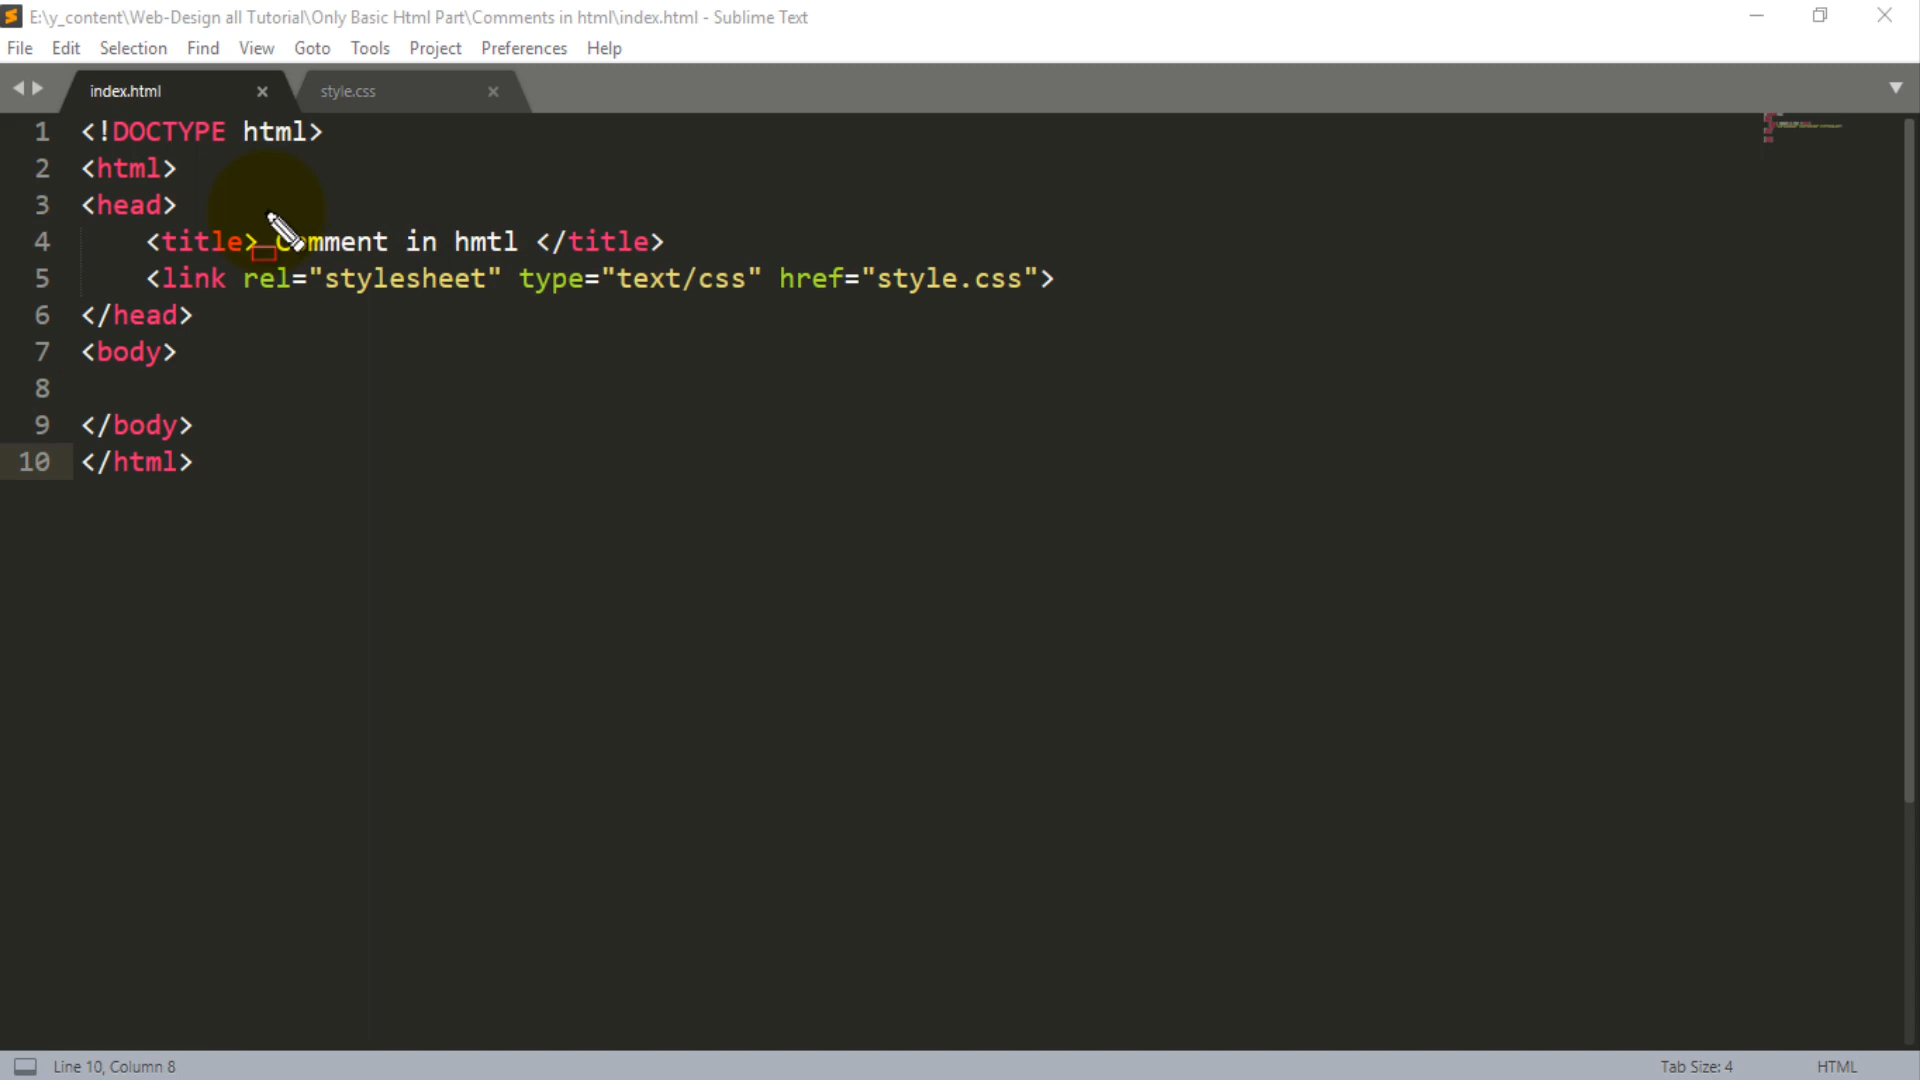 E:\y_content\Web-Design all Tutorial\Only Basic Html Part\Comments in html\index.html - Sublime Text
File Edit Selection Find View Goto Tools Project Preferences Help
index.html style.css
1 <!DOCTYPE html>
2 <html>
3 <head>
4 <title> Comment in hmtl </title>
5 <link rel="stylesheet" type="text/css" href="style.css">
6 </head>
7 <body>
8
9 </body>
10 </html>
Line 10, Column 8 Tab Size: 4 HTML